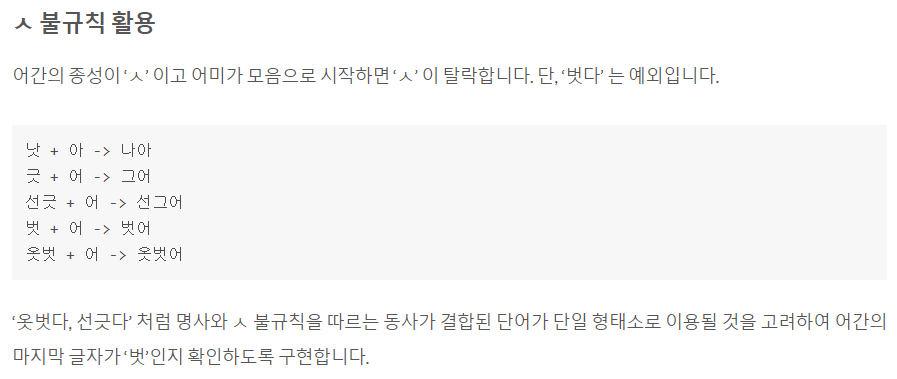 ㅅ 불규칙 활용
어간의 종성이 ‘ㅅ’ 이고 어미가 모음으로 시작하면 ‘ㅅ’ 이 탈락합니다. 단, ‘벗다’ 는 예외입니다.
낫 + 아 -> 나아
긋 + 어 -> 그어
선긋 + 어 -> 선그어
벗 + 어 -> 벗어
옷벗 + 어 -> 옷벗어
‘옷벗다, 선긋다’ 처럼 명사와 ㅅ 불규칙을 따르는 동사가 결합된 단어가 단일 형태소로 이용될 것을 고려하여 어간의
마지막 글자가 ‘벗’인지 확인하도록 구현합니다.